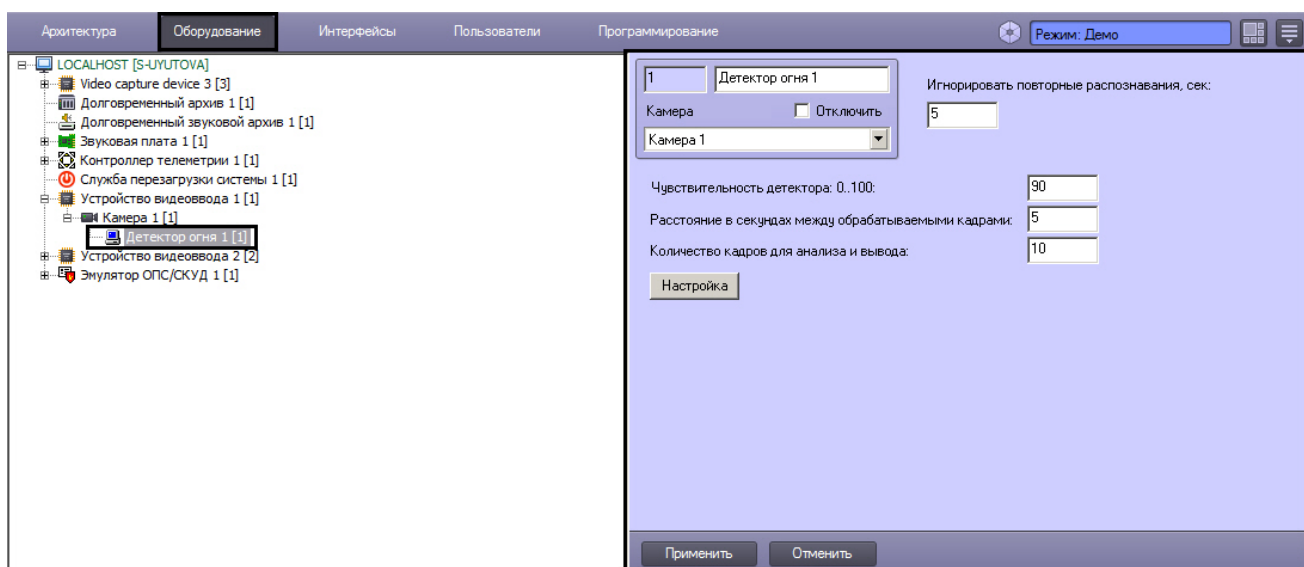 Архитектура Оборудование Интерфейсы Пользователи Программирование Режим: Демо
LOCALHOST [S-UYUTOVA]
Video capture device 3 [3]
Долговременный архив 1 [1]
Долговременный звуковой архив 1 [1]
Звуковая плата 1 [1]
Контроллер телеметрии 1 [1]
Служба перезагрузки системы 1 [1]
Устройство видеоввода 1 [1]
Камера 1 [1]
Детектор огня 1 [1]
Устройство видеоввода 2 [2]
Эмулятор ОПС/СКУД 1 [1]
1 Детектор огня 1
Камера Отключить
Камера 1
Игнорировать повторные распознавания, сек:
5
Чувствительность детектора: 0..100: 90
Расстояние в секундах между обрабатываемыми кадрами: 5
Количество кадров для анализа и вывода: 10
Настройка
Применить Отменить